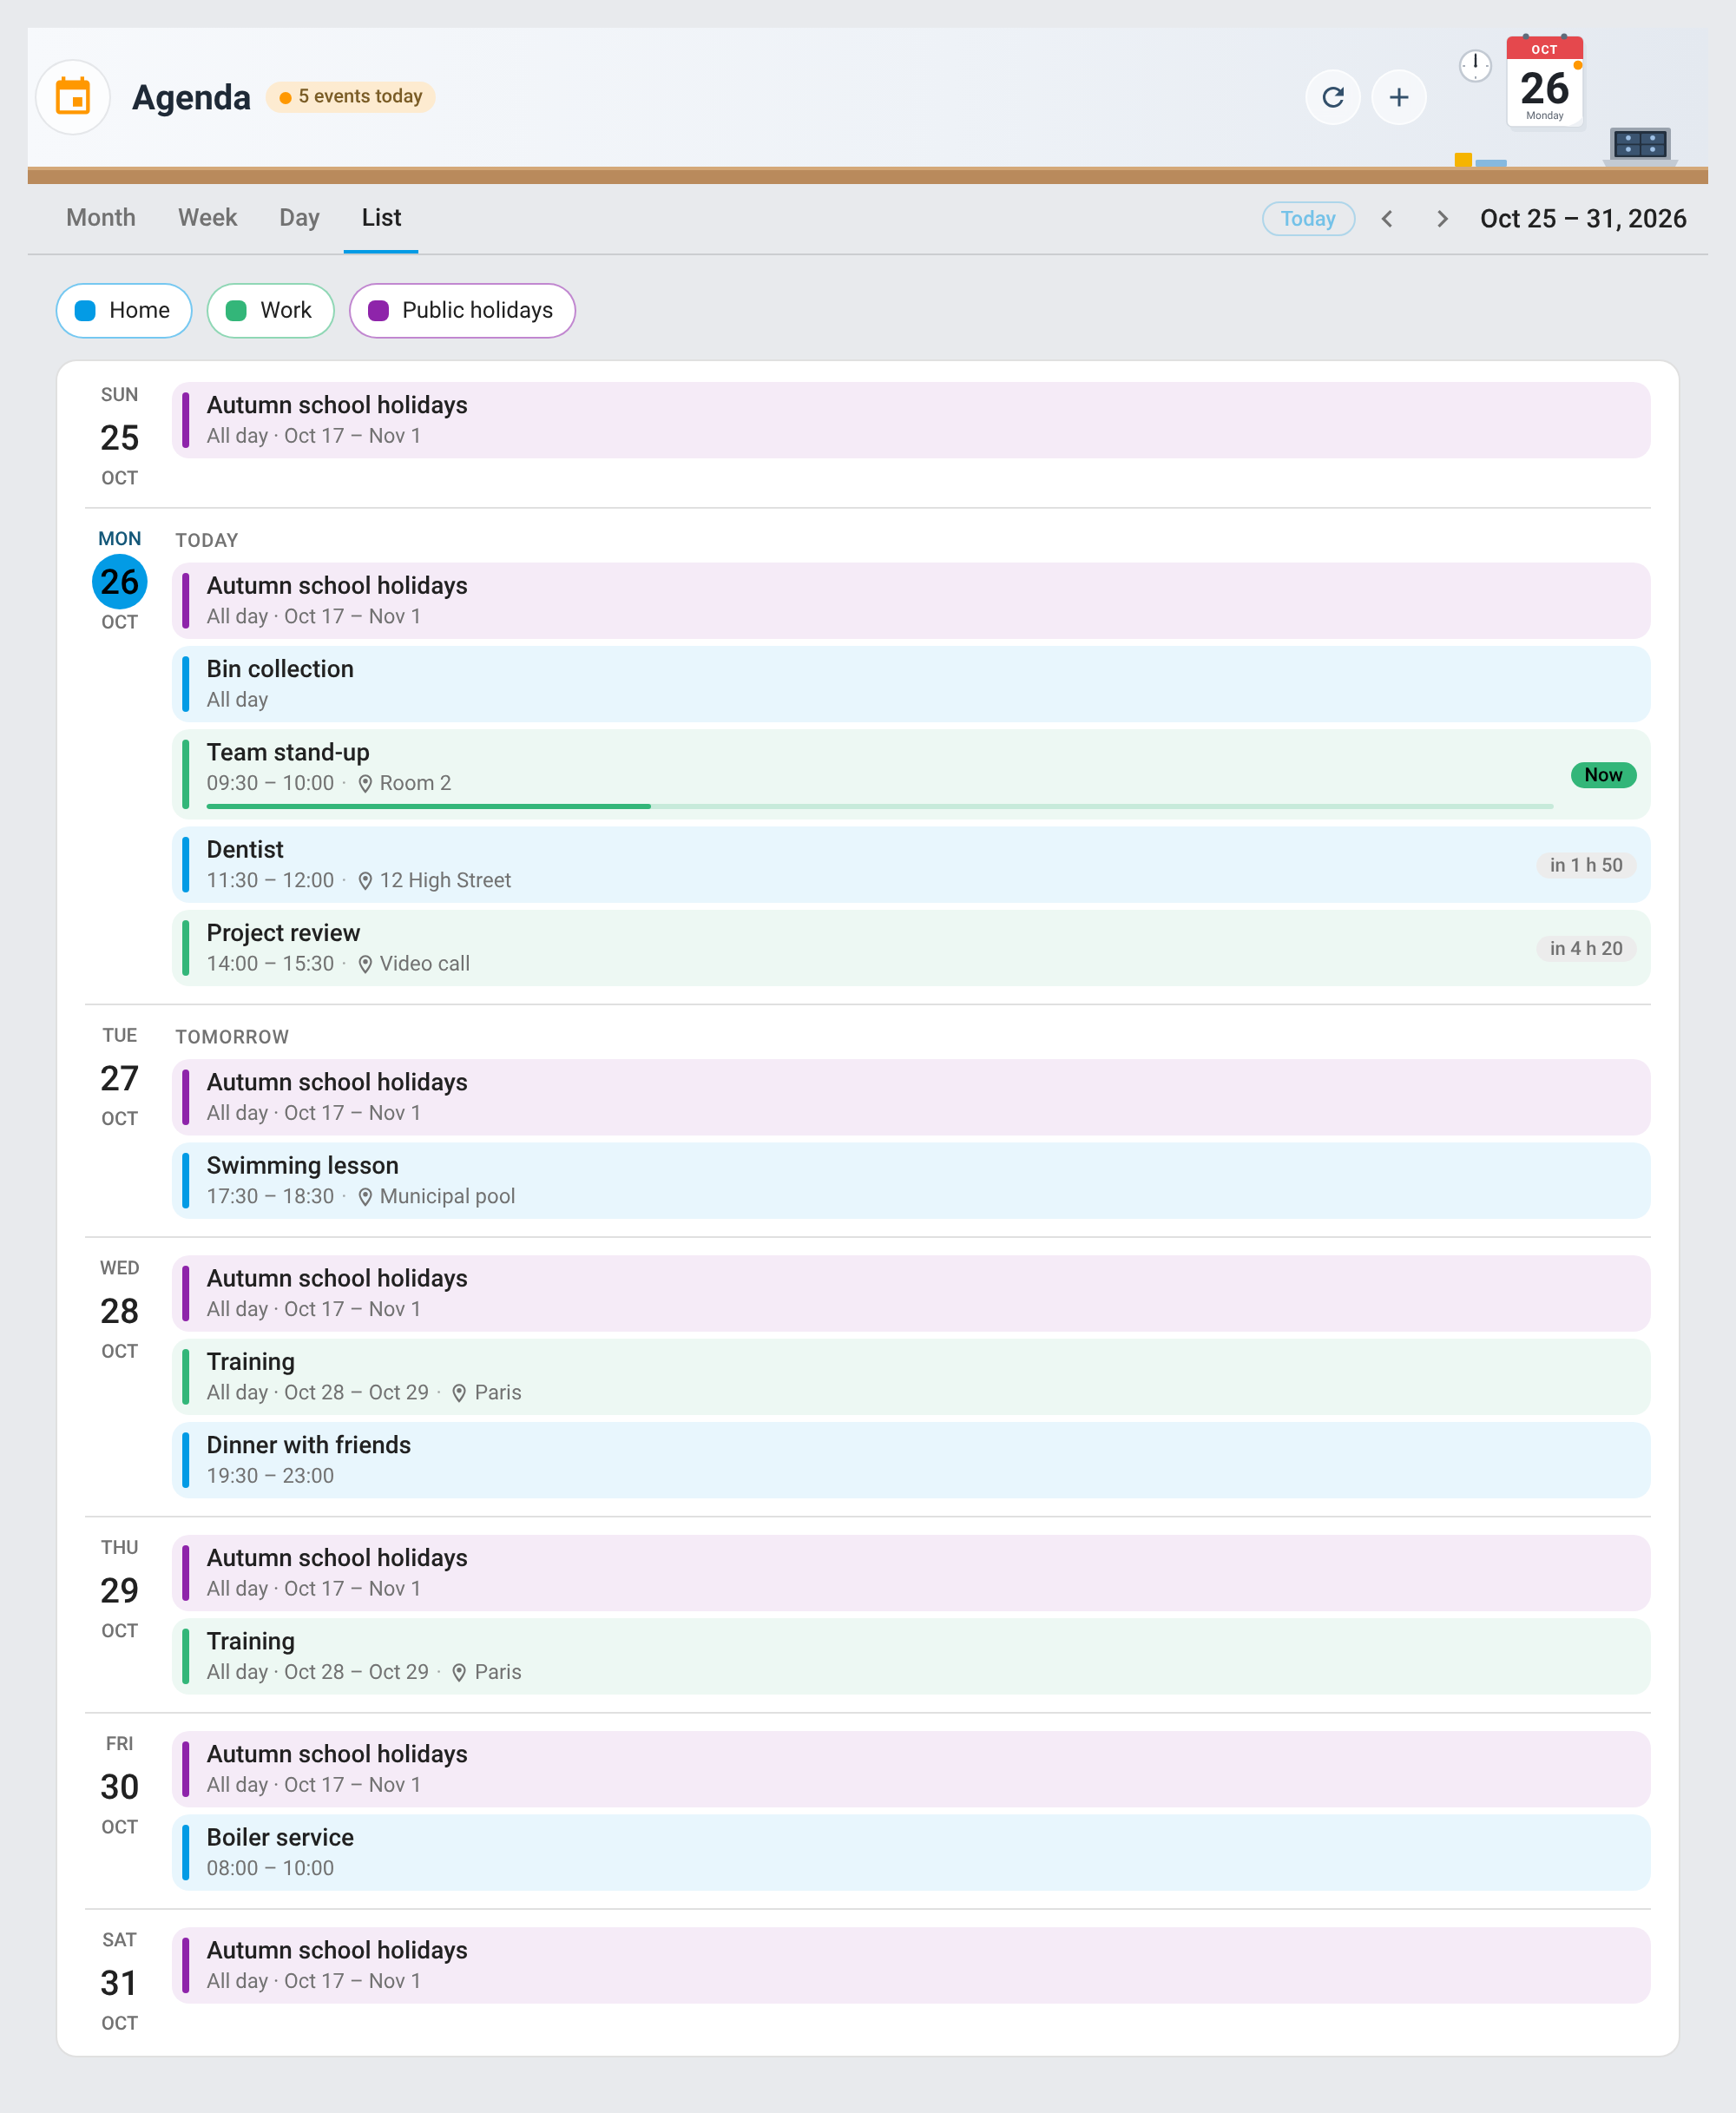 Agenda
5 events today
OCT
26
Monday
Month Week Day List
Today
Oct 25 – 31, 2026
Home
Work
Public holidays
SUN
25
OCT
Autumn school holidays
All day · Oct 17 – Nov 1
MON
26
OCT
TODAY
Autumn school holidays
All day · Oct 17 – Nov 1
Bin collection
All day
Team stand-up
09:30 – 10:00 · Room 2
Now
Dentist
11:30 – 12:00 · 12 High Street
in 1 h 50
Project review
14:00 – 15:30 · Video call
in 4 h 20
TUE
27
OCT
TOMORROW
Autumn school holidays
All day · Oct 17 – Nov 1
Swimming lesson
17:30 – 18:30 · Municipal pool
WED
28
OCT
Autumn school holidays
All day · Oct 17 – Nov 1
Training
All day · Oct 28 – Oct 29 · Paris
Dinner with friends
19:30 – 23:00
THU
29
OCT
Autumn school holidays
All day · Oct 17 – Nov 1
Training
All day · Oct 28 – Oct 29 · Paris
FRI
30
OCT
Autumn school holidays
All day · Oct 17 – Nov 1
Boiler service
08:00 – 10:00
SAT
31
OCT
Autumn school holidays
All day · Oct 17 – Nov 1